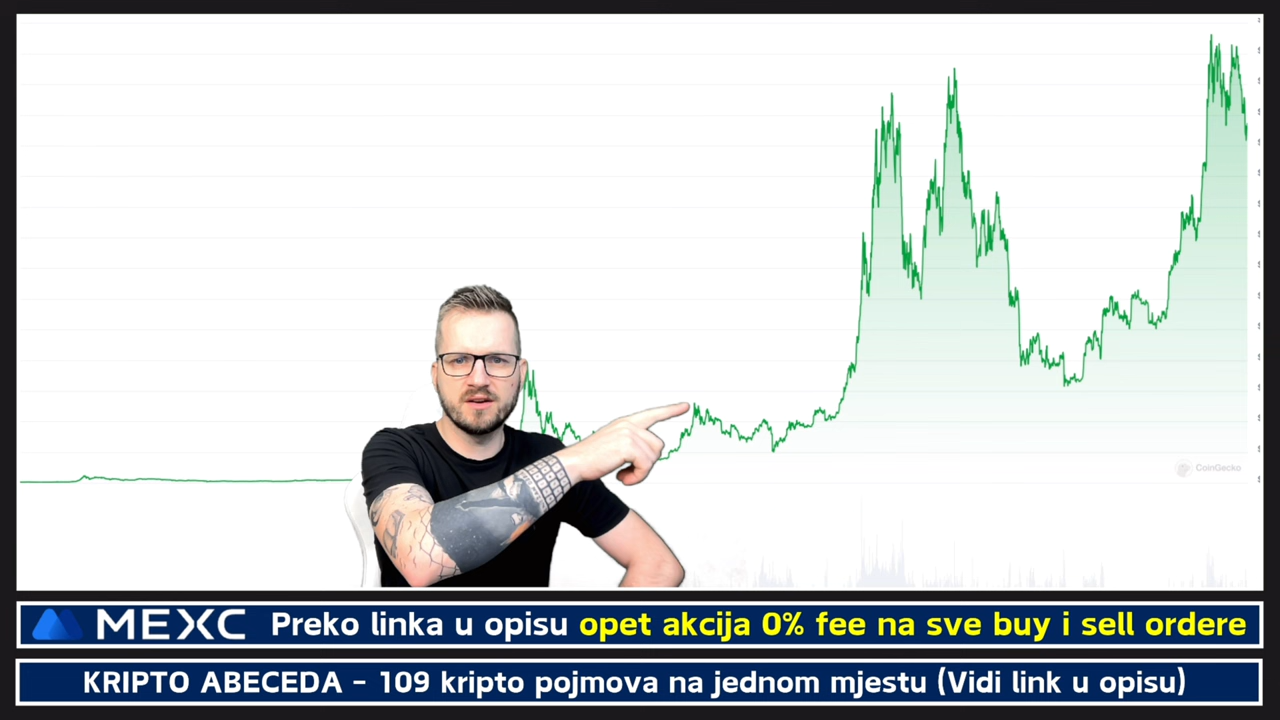 CoinGecko
MEXC Preko linka u opisu opet akcija 0% fee na sve buy i sell ordere
KRIPTO ABECEDA - 109 kripto pojmova na jednom mjestu (Vidi link u opisu)